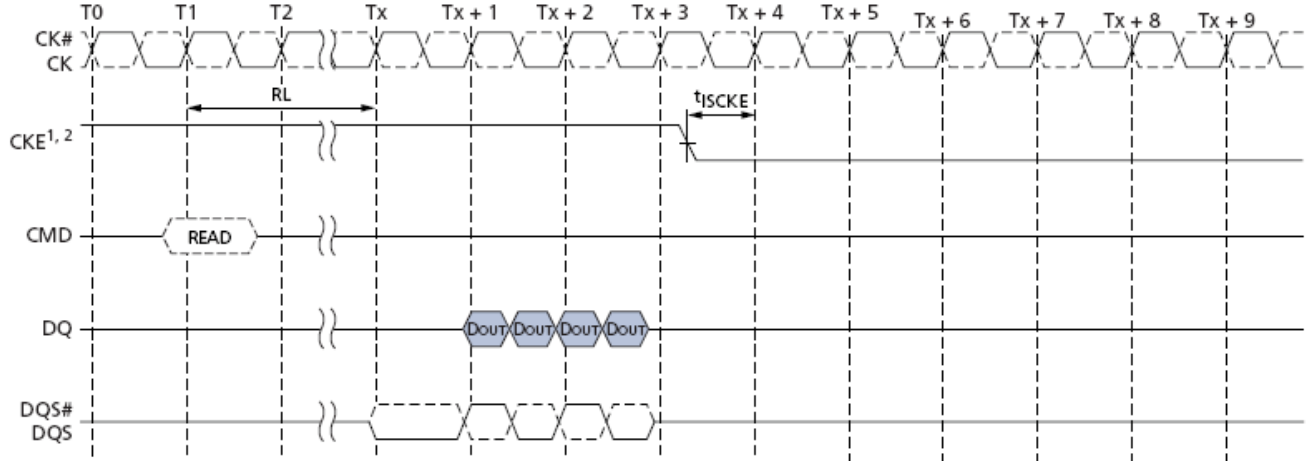 T0 T1 T2 Tx Tx + 1 Tx + 2 Tx + 3 Tx + 4 Tx + 5 Tx + 6 Tx + 7 Tx + 8 Tx + 9
CK#
CK
RL
tISCKE
CKE1, 2
CMD READ
DQ DOUT DOUT DOUT DOUT
DQS#
DQS